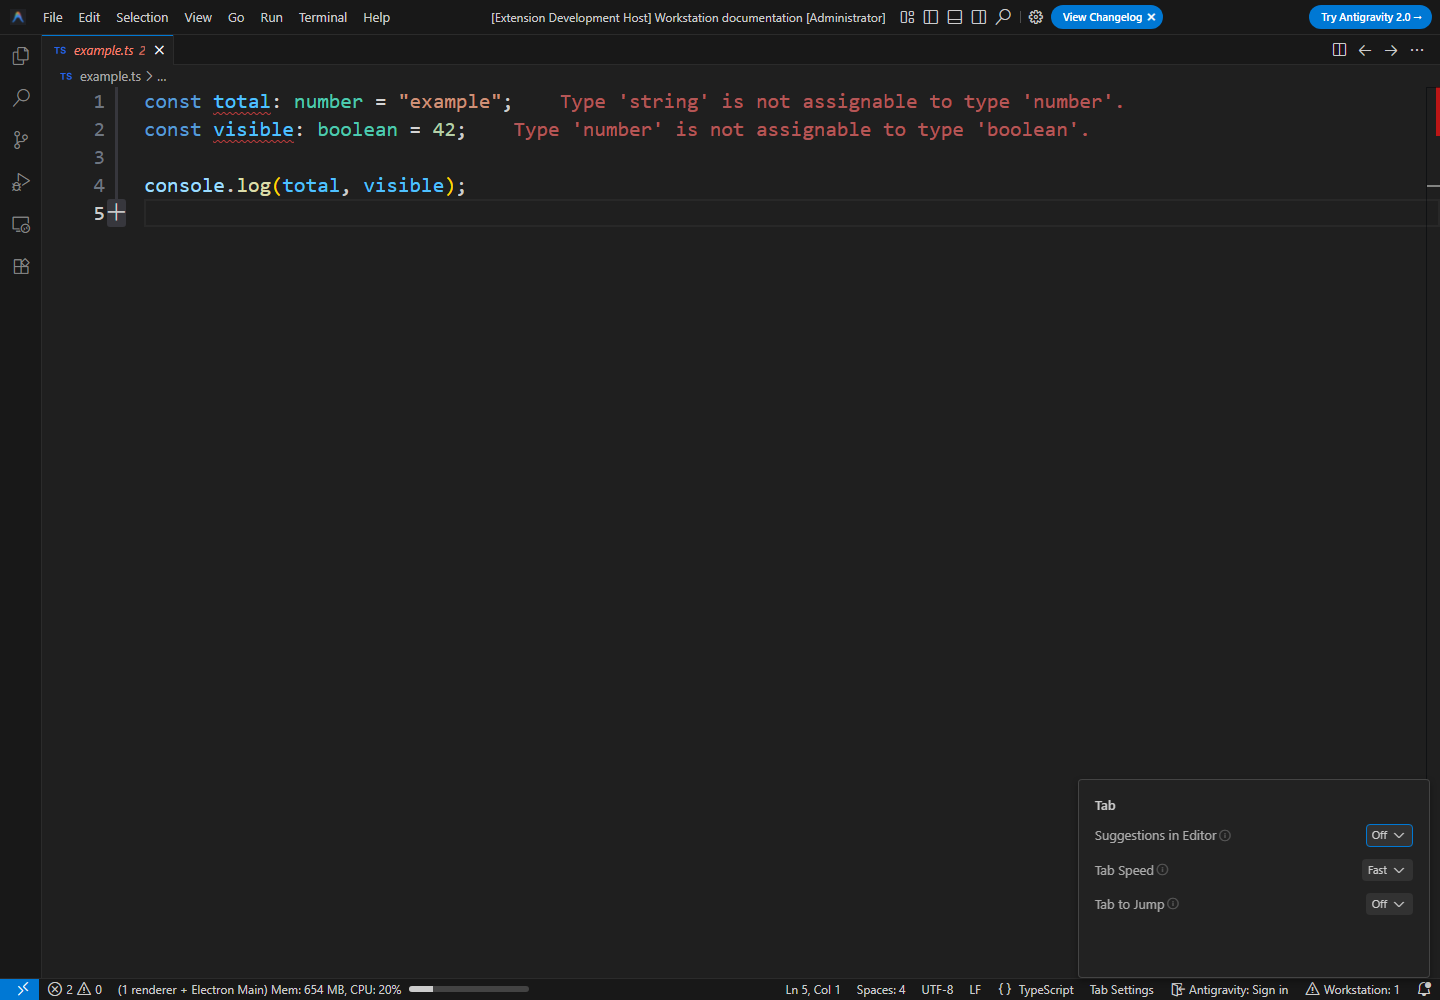 File Edit Selection View Go Run Terminal Help [Extension Development Host] Workstation documentation [Administrator] View Changelog × Try Antigravity 2.0 →
TS example.ts 2 ×
TS example.ts > ...
1 const total: number = "example"; Type 'string' is not assignable to type 'number'.
2 const visible: boolean = 42; Type 'number' is not assignable to type 'boolean'.
3
4 console.log(total, visible);
5
Tab
Suggestions in Editor Off
Tab Speed Fast
Tab to Jump Off
2 0 (1 renderer + Electron Main) Mem: 654 MB, CPU: 20% Ln 5, Col 1 Spaces: 4 UTF-8 LF {} TypeScript Tab Settings Antigravity: Sign in Workstation: 1